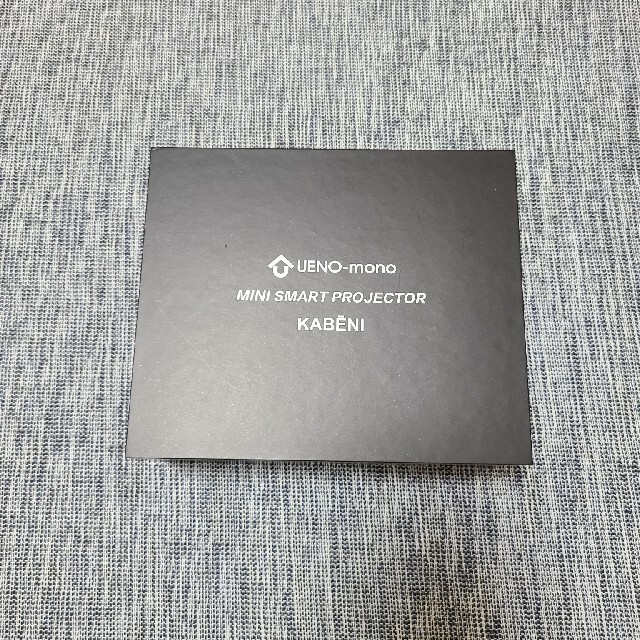 UENO-mono
MINI SMART PROJECTOR
KABĒNI